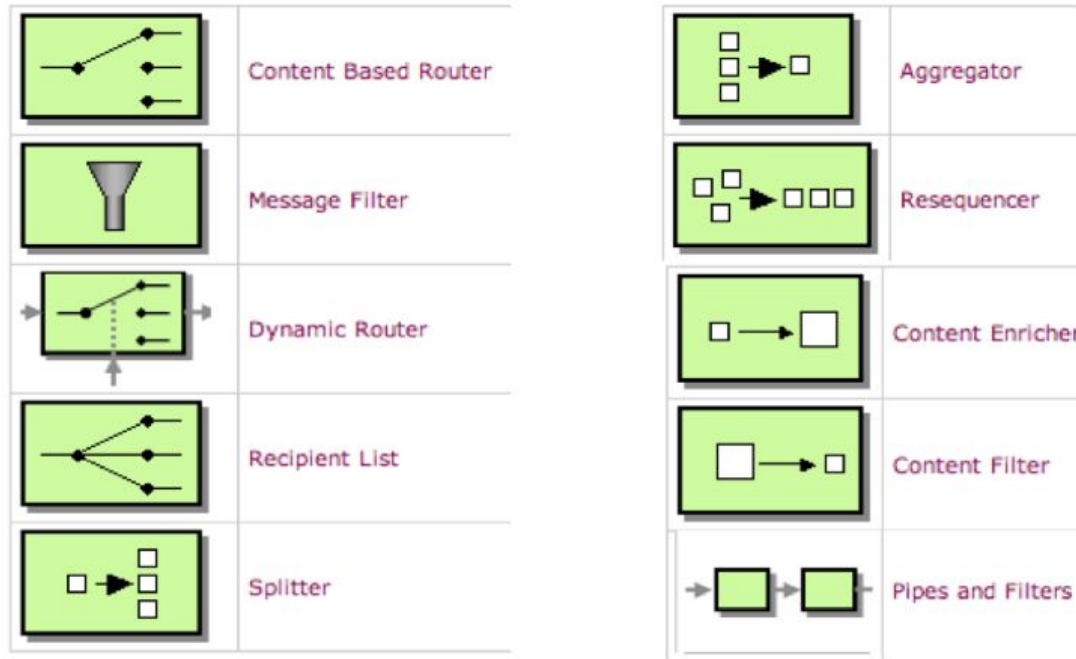 Content Based Router
Message Filter
Dynamic Router
Recipient List
Splitter
Aggregator
Resequencer
Content Enricher
Content Filter
Pipes and Filters